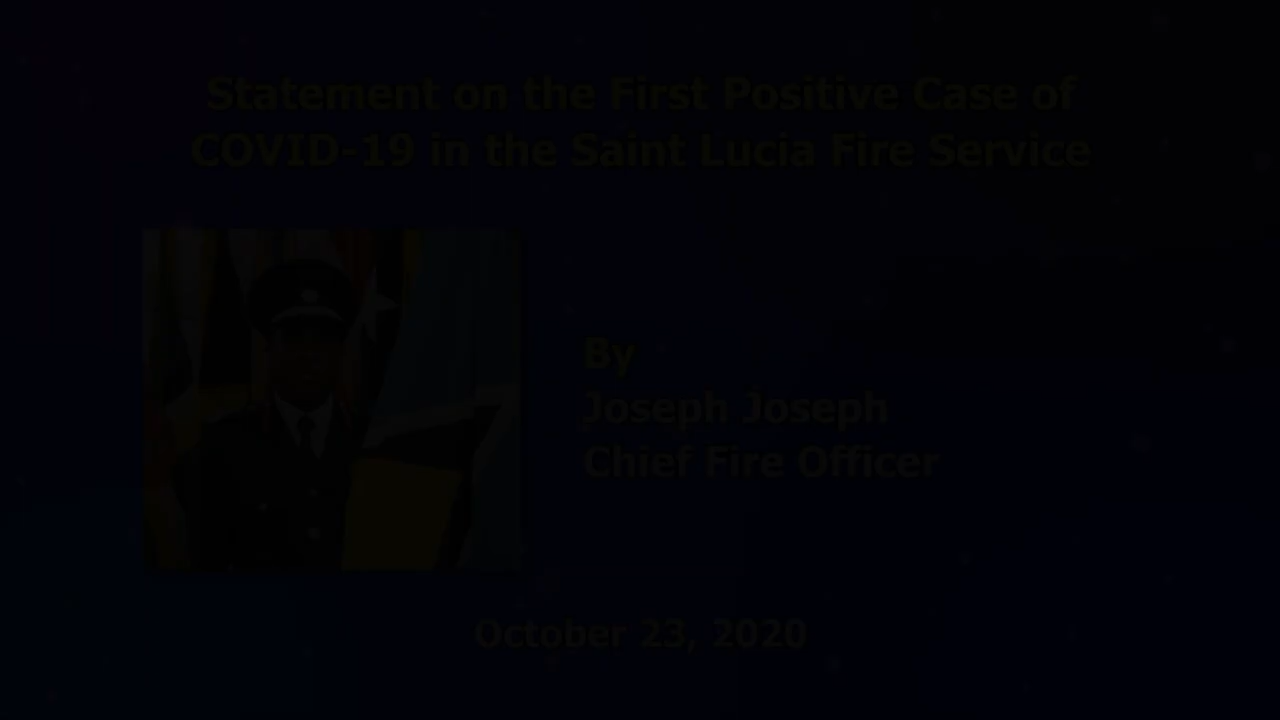 Statement on the First Positive Case of
COVID-19 in the Saint Lucia Fire Service
By
Joseph Joseph
Chief Fire Officer
October 23, 2020